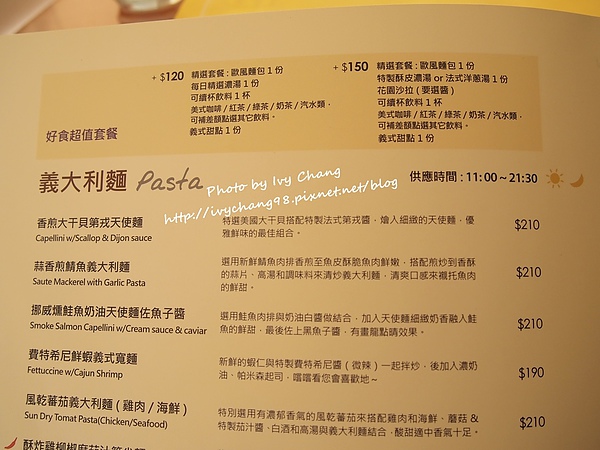 + $120
精選套餐：歐風麵包 1 份
每日精選濃湯 1 份
可續杯飲料 1 杯
美式咖啡 / 紅茶 / 綠茶 / 奶茶 / 汽水類，
可補差額點選其它飲料。
義式甜點 1 份
+ $150
精選套餐：歐風麵包 1 份
特製酥皮濃湯 or 法式洋蔥湯 1 份
花園沙拉 ( 要選醬 )
可續杯飲料 1 杯
美式咖啡 / 紅茶 / 綠茶 / 奶茶 / 汽水類，
可補差額點選其它飲料。
義式甜點 1 份
好食超值套餐
義大利麵 Pasta
供應時間：11:00～21:30
Photo by Ivy Chang
http://ivychang98.pixnet.net/blog
香煎大干貝第戎天使麵
Capellini w/Scallop & Dijon sauce
特選美國大干貝搭配特製法式第戎醬，燴人細緻的天使麵，優
雅鮮味的最佳組合。
$210
蒜香煎鯖魚義大利麵
Saute Mackerel with Garlic Pasta
選用新鮮鯖魚肉排香煎至魚皮酥脆魚肉鮮嫩，搭配煎炒到香酥
的蒜片、高湯和調味料來清炒義大利麵，清爽口感來襯托魚肉
的鮮甜。
$210
挪威燻鮭魚奶油天使麵佐魚子醬
Smoke Salmon Capellini w/Cream sauce & caviar
選用鮭魚肉排與奶油白醬做結合，加入天使麵細緻奶香融入鮭
魚的鮮甜，最後佐上黑魚子醬，有畫龍點睛效果。
$210
費特希尼鮮蝦義式寬麵
Fettuccine w/Cajun Shrimp
新鮮的蝦仁與特製費特希尼醬（微辣）一起拌炒，後加入濃奶
油、帕米森起司，嚐嚐看您會喜歡地~
$190
風乾蕃茄義大利麵 ( 雞肉 / 海鮮 )
Sun Dry Tomat Pasta(Chicken/Seafood)
特別選用有濃郁香氣的風乾蕃茄來搭配雞肉和海鮮、蘑菇 &
特製茄汁醬、白酒和高湯與義大利麵結合，酸甜適中香氣十足。
$210